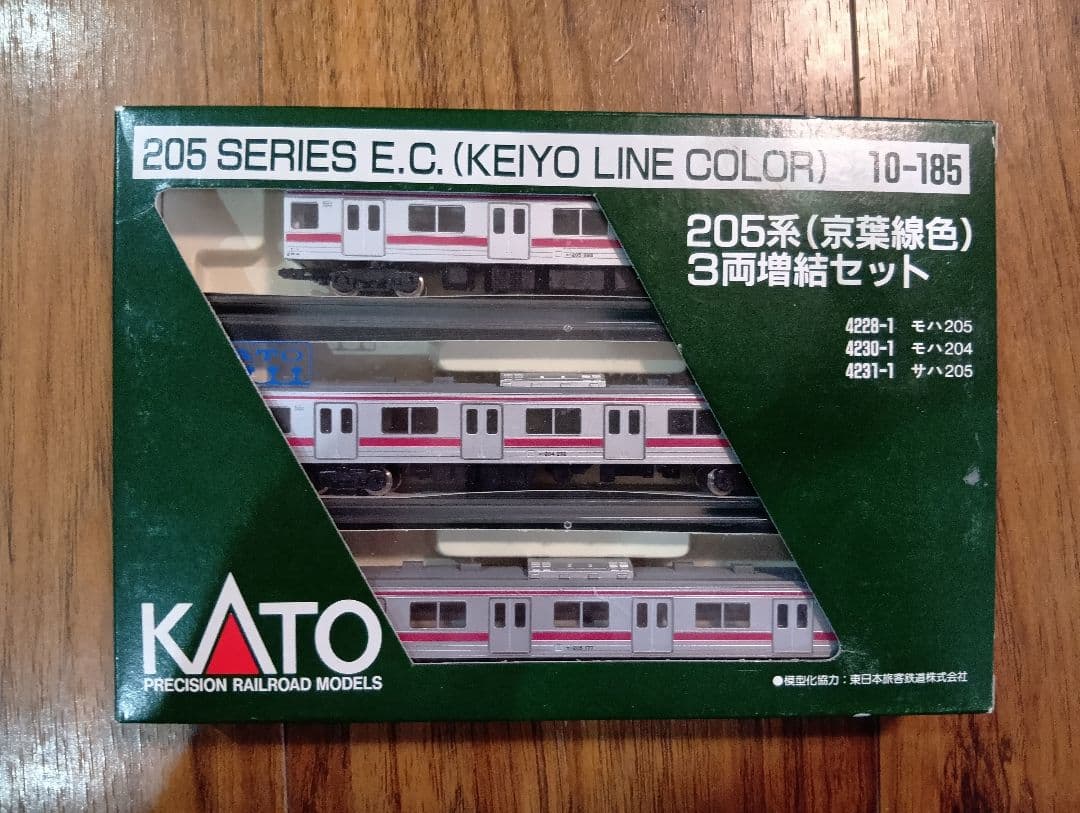 205 SERIES E.C. (KEIYO LINE COLOR) 10-185
205系(京葉線色)
3両増結セット
4228-1 モハ205
4230-1 モハ204
4231-1 サハ205
KATO
KATO
PRECISION RAILROAD MODELS
●模型化協力：東日本旅客鉄道株式会社